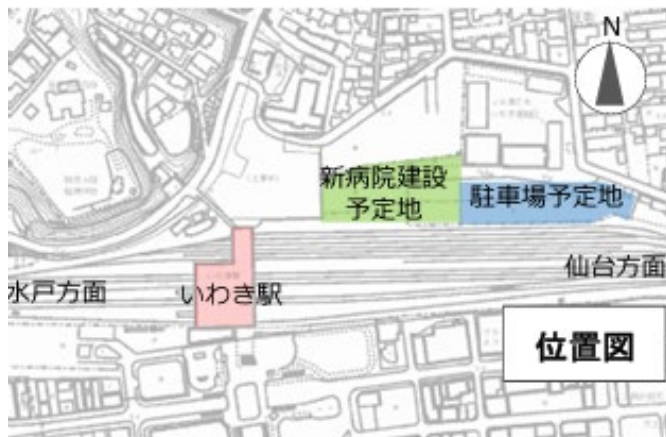 N
新病院建設
予定地
駐車場予定地
仙台方面
水戸方面
いわき駅
位置図